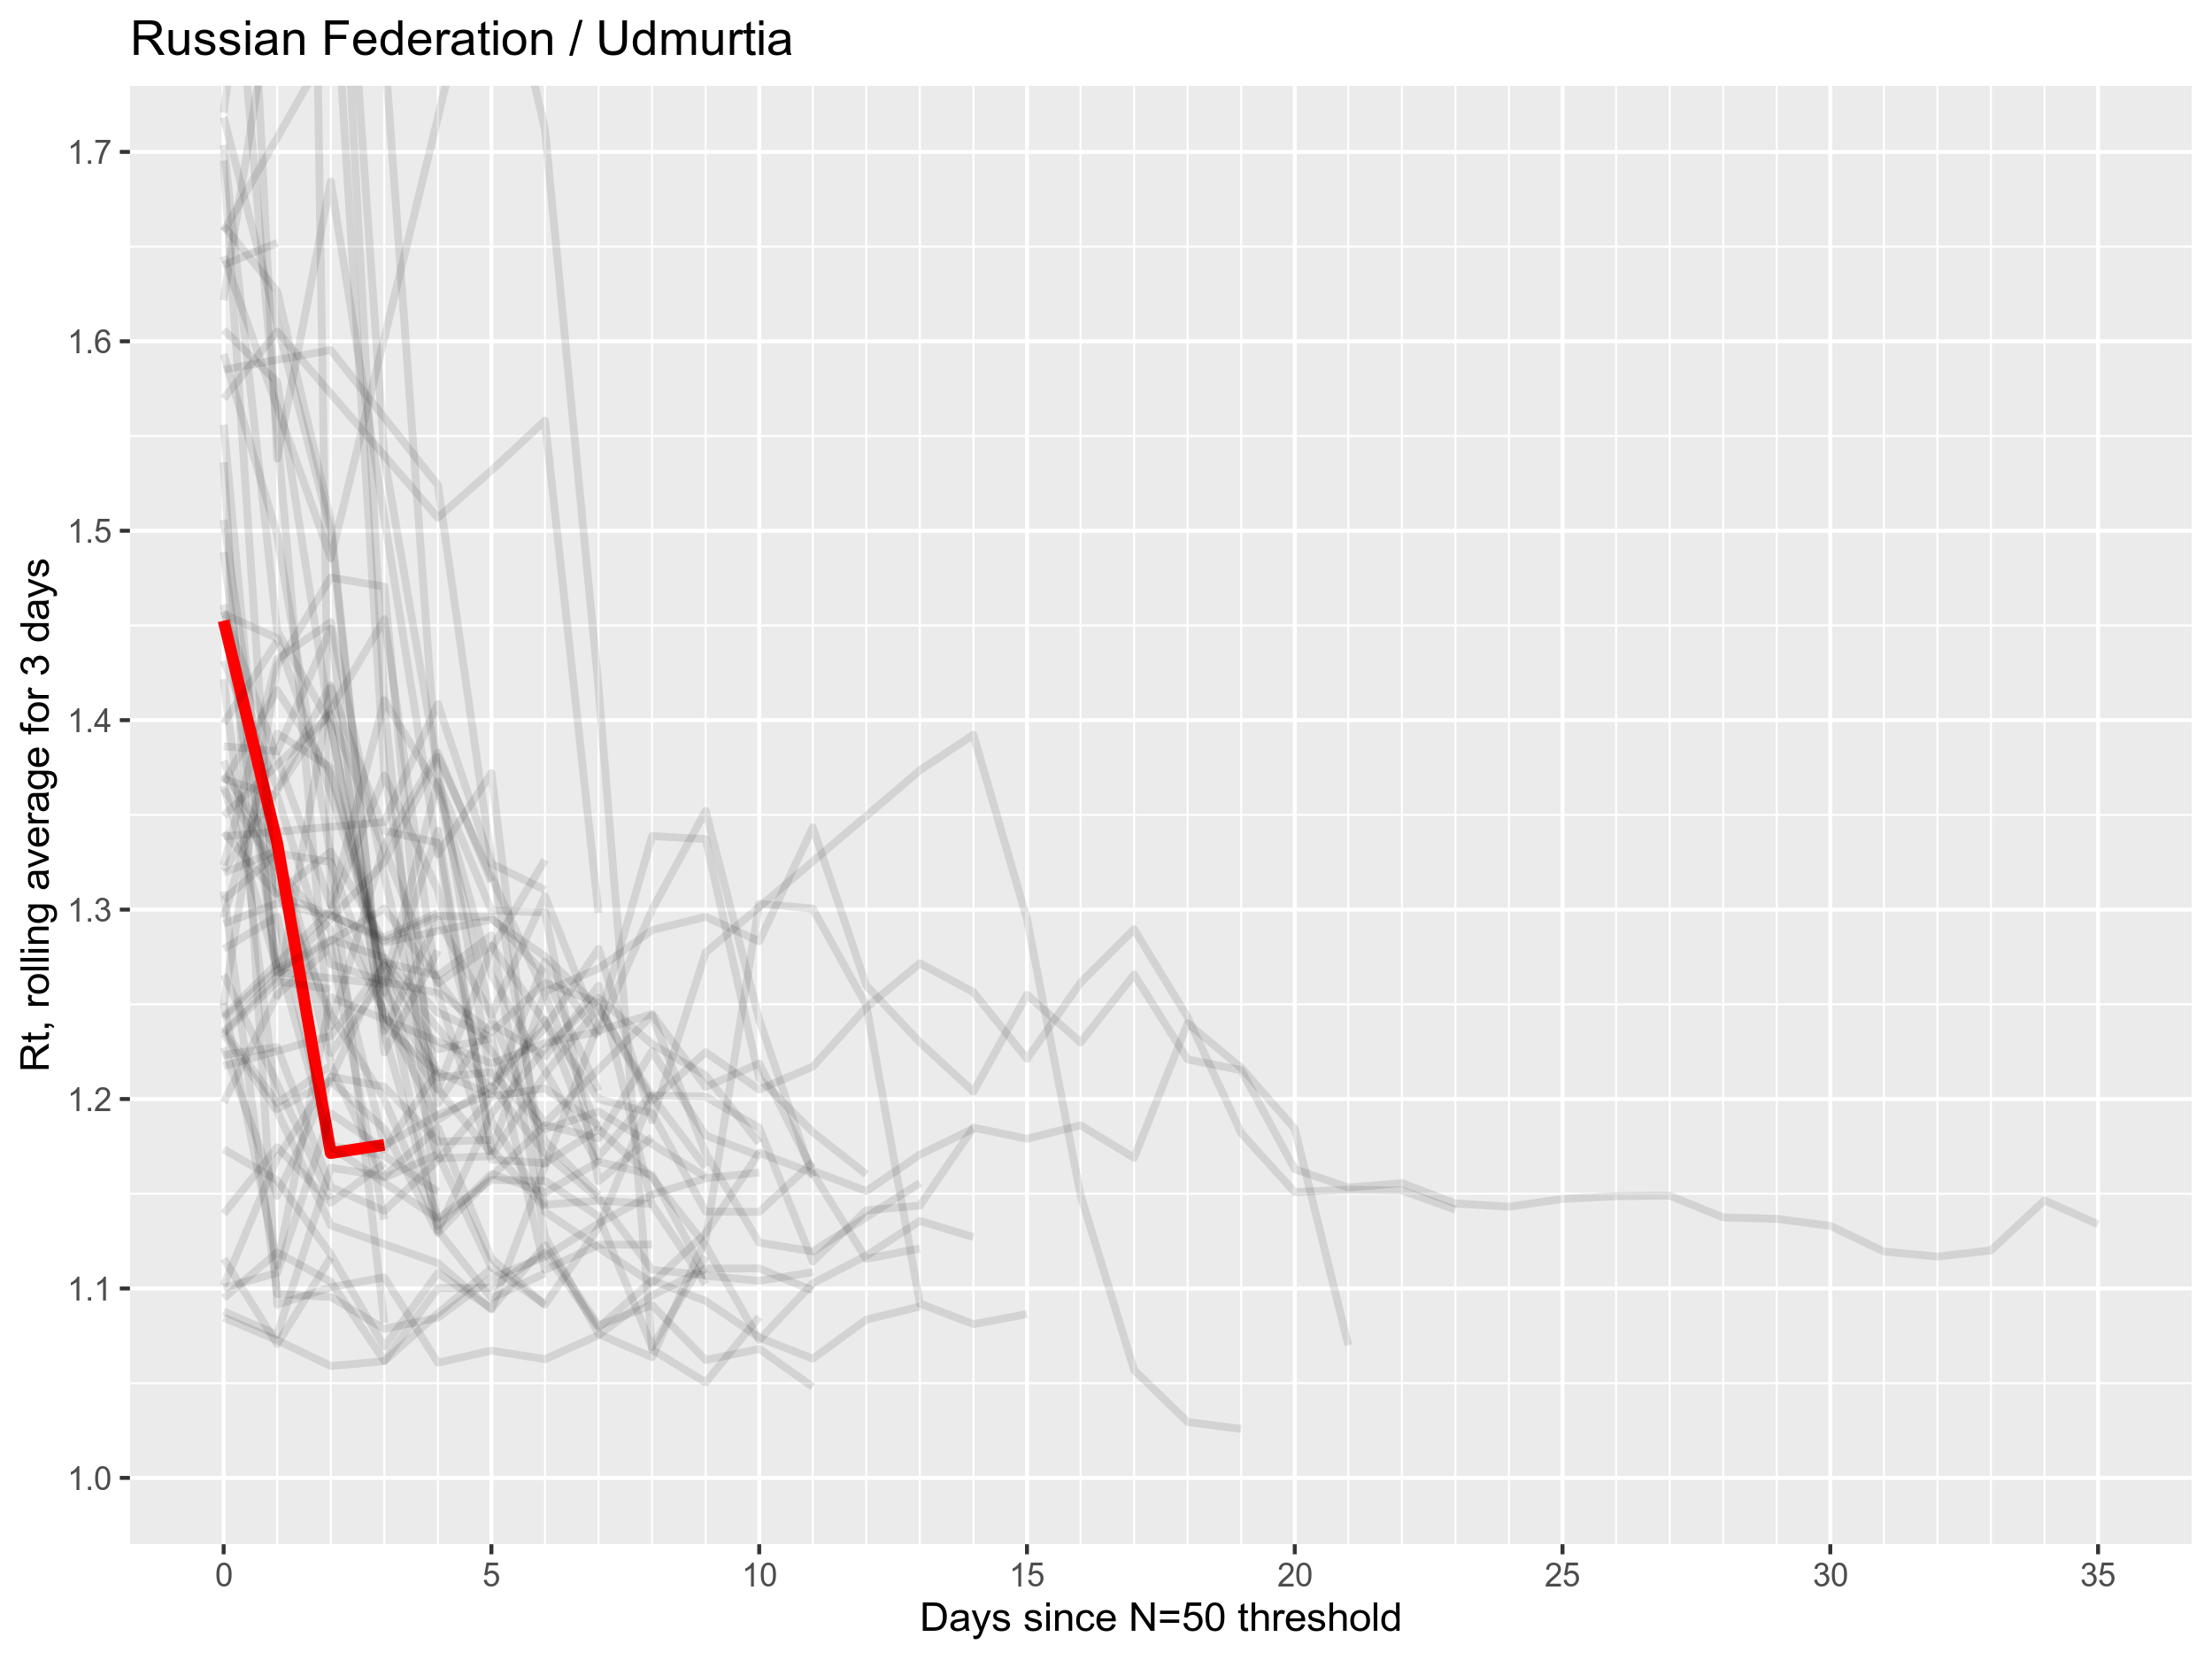 Russian Federation / Udmurtia
Rt, rolling average for 3 days
1.7
1.6
1.5
1.4
1.3
1.2
1.1
1.0
0 5 10 15 20 25 30 35
Days since N=50 threshold